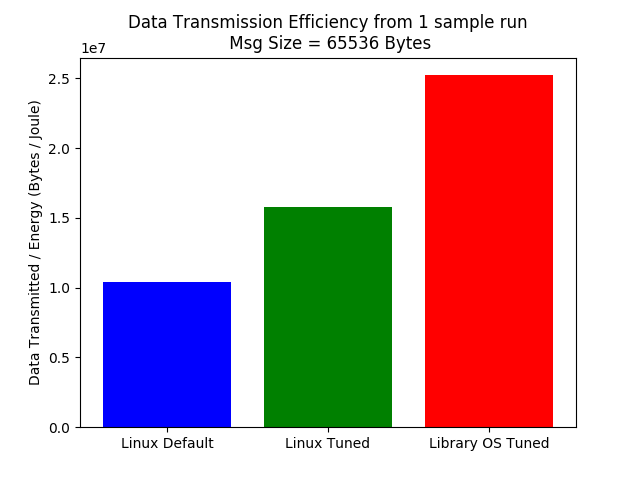 Data Transmission Efficiency from 1 sample run
Msg Size = 65536 Bytes
1e7
Data Transmitted / Energy (Bytes / Joule)
2.5
2.0
1.5
1.0
0.5
0.0
Linux Default
Linux Tuned
Library OS Tuned